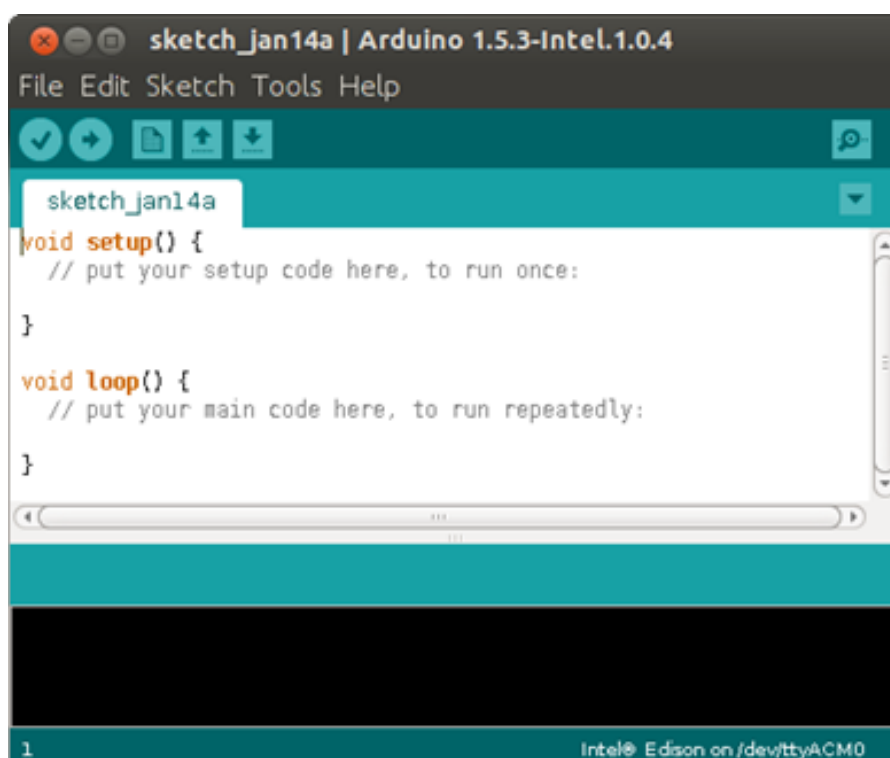 sketch_jan14a | Arduino 1.5.3-Intel.1.0.4
File Edit Sketch Tools Help
sketch_jan14a
void setup() {
  // put your setup code here, to run once:
}
void loop() {
  // put your main code here, to run repeatedly:
}
1 Intel® Edison on /dev/ttyACM0